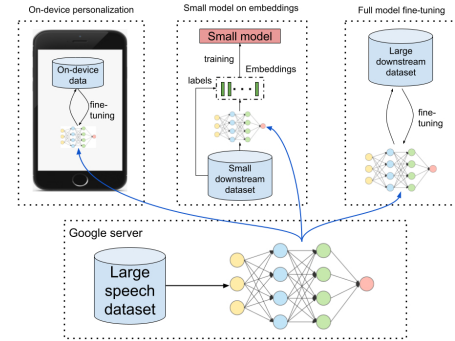 On-device personalization
Small model on embeddings
Full model fine-tuning
On-device
data
fine-
tuning
Small model
training
Embeddings
labels
Small
downstream
dataset
Large
downstream
dataset
fine-
tuning
Google server
Large
speech
dataset